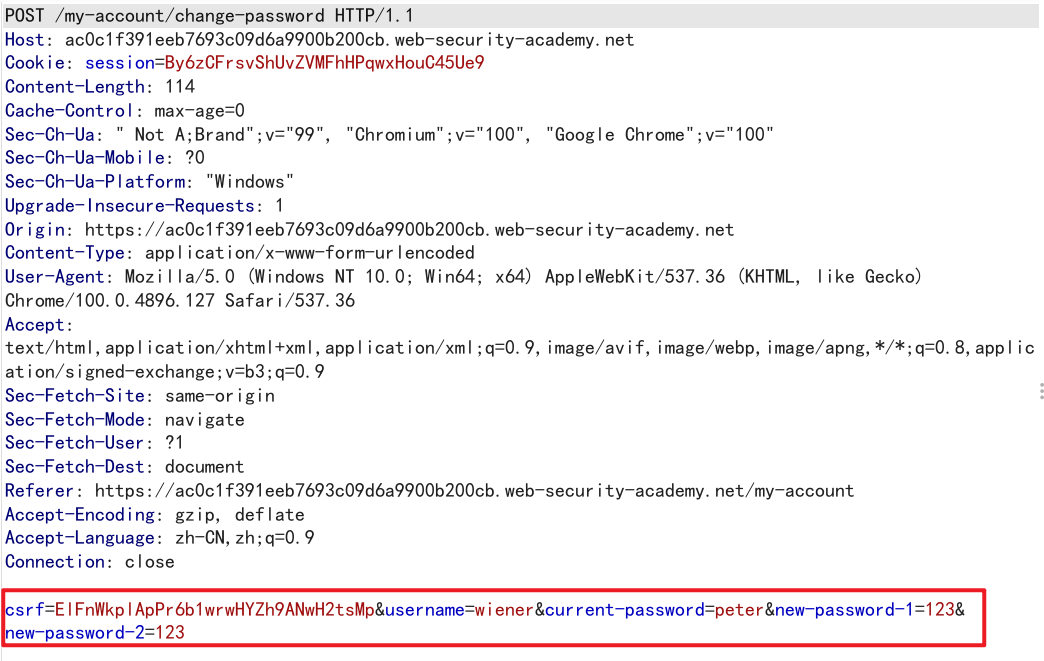 POST /my-account/change-password HTTP/1.1
Host: ac0c1f391eeb7693c09d6a9900b200cb.web-security-academy.net
Cookie: session=By6zCFrsvShUvZVMFhHPqwxHouC45Ue9
Content-Length: 114
Cache-Control: max-age=0
Sec-Ch-Ua: " Not A;Brand";v="99", "Chromium";v="100", "Google Chrome";v="100"
Sec-Ch-Ua-Mobile: ?0
Sec-Ch-Ua-Platform: "Windows"
Upgrade-Insecure-Requests: 1
Origin: https://ac0c1f391eeb7693c09d6a9900b200cb.web-security-academy.net
Content-Type: application/x-www-form-urlencoded
User-Agent: Mozilla/5.0 (Windows NT 10.0; Win64; x64) AppleWebKit/537.36 (KHTML, like Gecko)
Chrome/100.0.4896.127 Safari/537.36
Accept:
text/html,application/xhtml+xml,application/xml;q=0.9,image/avif,image/webp,image/apng,*/*;q=0.8,applic
ation/signed-exchange;v=b3;q=0.9
Sec-Fetch-Site: same-origin
Sec-Fetch-Mode: navigate
Sec-Fetch-User: ?1
Sec-Fetch-Dest: document
Referer: https://ac0c1f391eeb7693c09d6a9900b200cb.web-security-academy.net/my-account
Accept-Encoding: gzip, deflate
Accept-Language: zh-CN,zh;q=0.9
Connection: close
csrf=ElFnWkplApPr6b1wrwHYZh9ANwH2tsMp&username=wiener&current-password=peter&new-password-1=123&
new-password-2=123